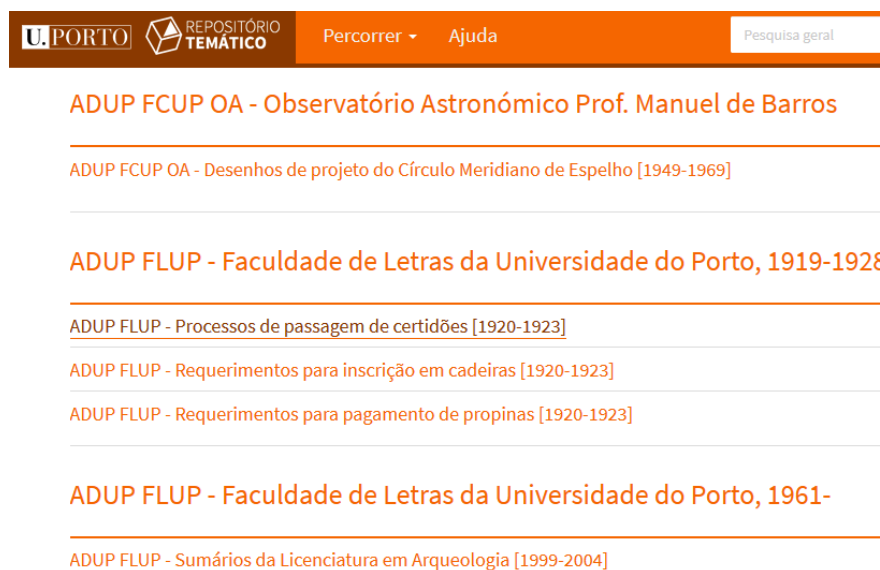 U.PORTO REPOSITÓRIO TEMÁTICO Percorrer Ajuda Pesquisa geral
ADUP FCUP OA - Observatório Astronómico Prof. Manuel de Barros
ADUP FCUP OA - Desenhos de projeto do Círculo Meridiano de Espelho [1949-1969]
ADUP FLUP - Faculdade de Letras da Universidade do Porto, 1919-1928
ADUP FLUP - Processos de passagem de certidões [1920-1923]
ADUP FLUP - Requerimentos para inscrição em cadeiras [1920-1923]
ADUP FLUP - Requerimentos para pagamento de propinas [1920-1923]
ADUP FLUP - Faculdade de Letras da Universidade do Porto, 1961-
ADUP FLUP - Sumários da Licenciatura em Arqueologia [1999-2004]